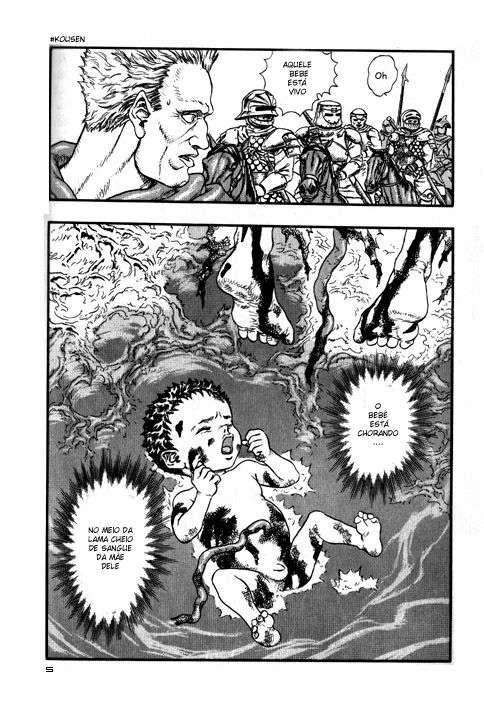 #KOUSEN
AQUELE
BEBÊ
ESTÁ
VIVO
Oh
O
BEBÊ
ESTÁ
CHORANDO
....
NO MEIO DA
LAMA CHEIO
DE SANGUE
DA MÃE
DELE
5